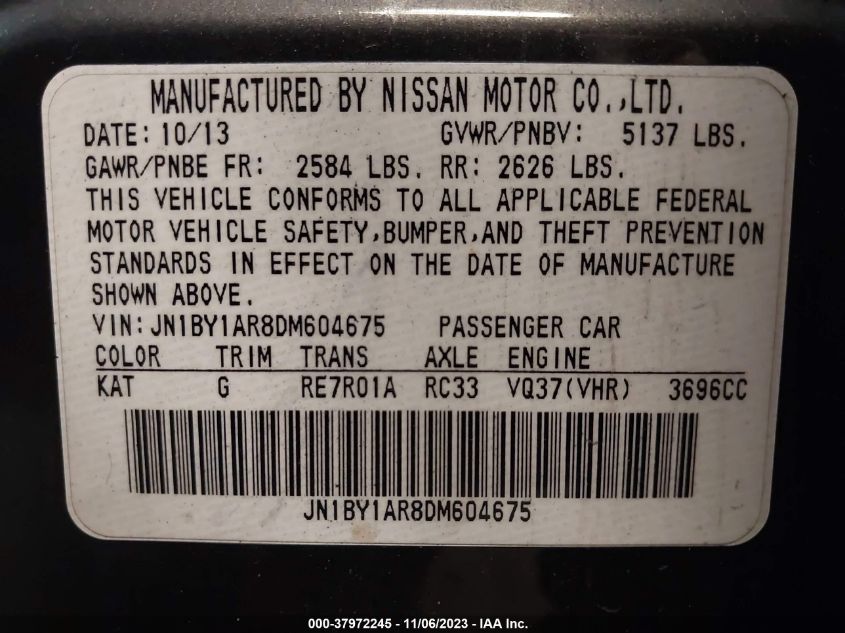 MANUFACTURED BY NISSAN MOTOR CO.,LTD.
DATE: 10/13 GVWR/PNBV: 5137 LBS.
GAWR/PNBE FR: 2584 LBS. RR: 2626 LBS.
THIS VEHICLE CONFORMS TO ALL APPLICABLE FEDERAL
MOTOR VEHICLE SAFETY,BUMPER,AND THEFT PREVENTION
STANDARDS IN EFFECT ON THE DATE OF MANUFACTURE
SHOWN ABOVE.
VIN: JN1BY1AR8DM604675 PASSENGER CAR
COLOR TRIM TRANS AXLE ENGINE
KAT G RE7R01A RC33 VQ37(VHR) 3696CC
JN1BY1AR8DM604675
000-37972245 - 11/06/2023 - IAA Inc.